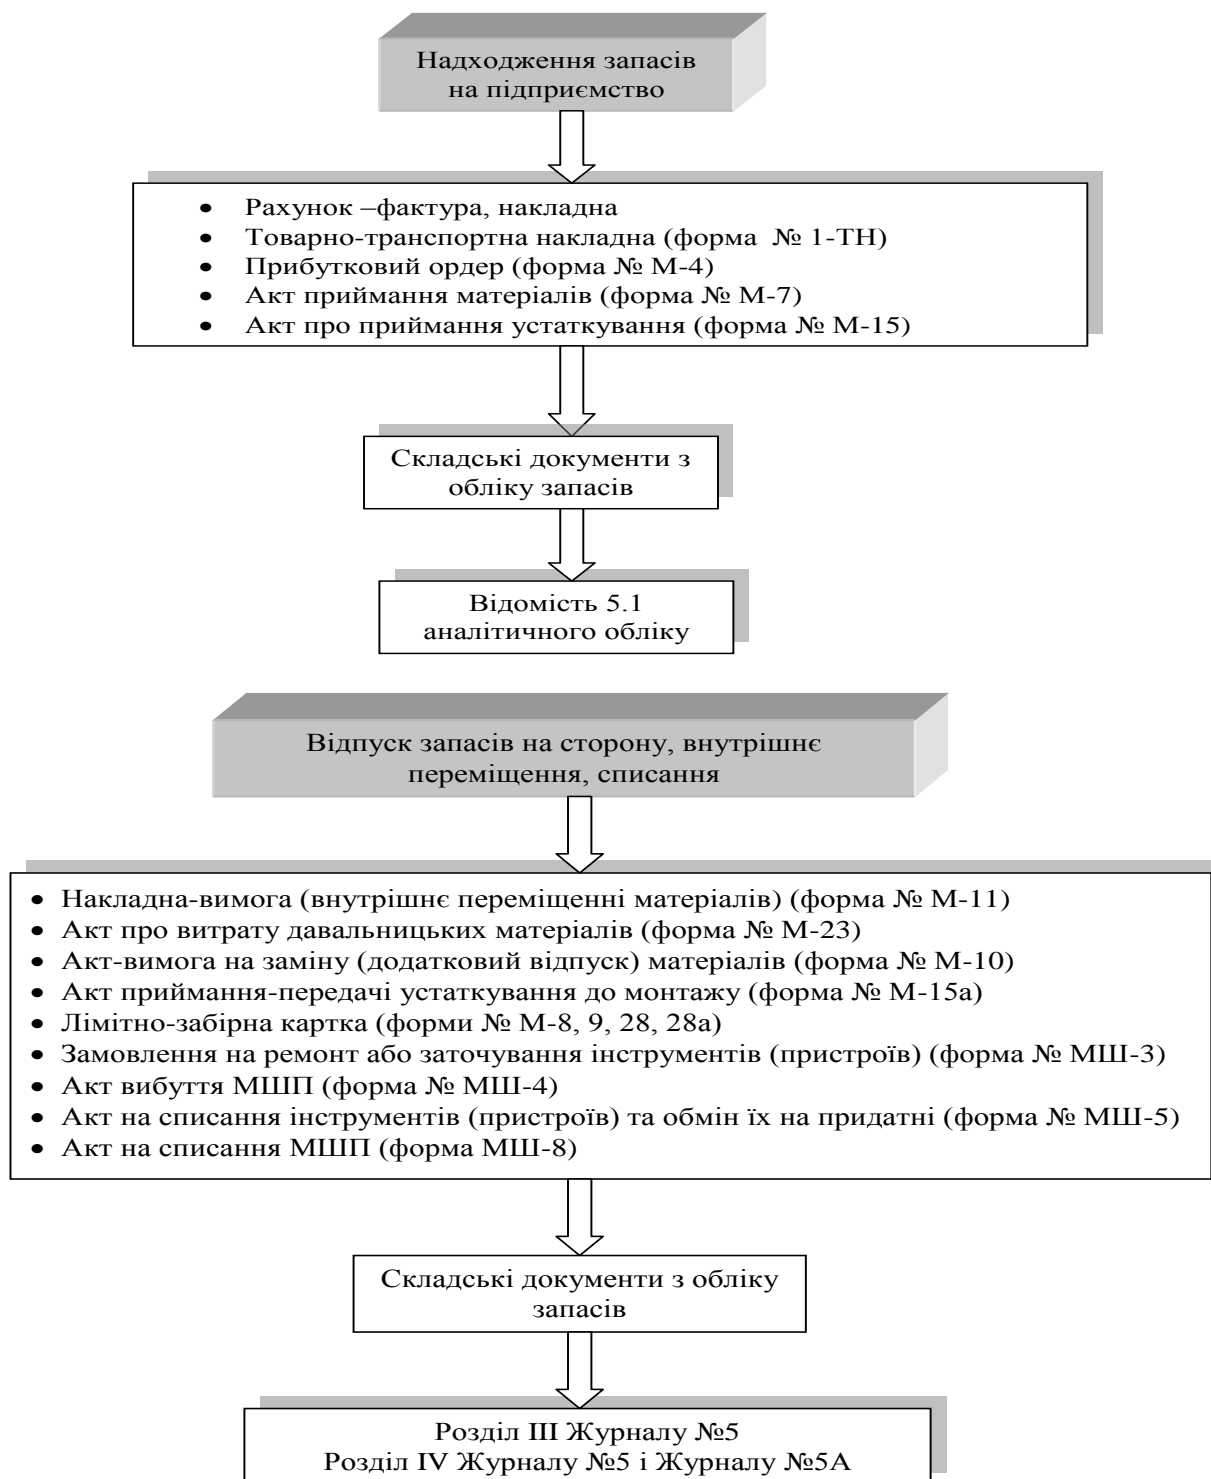 Надходження запасів
на підприємство
• Рахунок –фактура, накладна
• Товарно-транспортна накладна (форма № 1-ТН)
• Прибутковий ордер (форма № М-4)
• Акт приймання матеріалів (форма № М-7)
• Акт про приймання устаткування (форма № М-15)
Складські документи з
обліку запасів
Відомість 5.1
аналітичного обліку
Відпуск запасів на сторону, внутрішнє
переміщення, списання
• Накладна-вимога (внутрішнє переміщенні матеріалів) (форма № М-11)
• Акт про витрату давальницьких матеріалів (форма № М-23)
• Акт-вимога на заміну (додатковий відпуск) матеріалів (форма № М-10)
• Акт приймання-передачі устаткування до монтажу (форма № М-15а)
• Лімітно-забірна картка (форми № М-8, 9, 28, 28а)
• Замовлення на ремонт або заточування інструментів (пристроїв) (форма № МШ-3)
• Акт вибуття МШП (форма № МШ-4)
• Акт на списання інструментів (пристроїв) та обмін їх на придатні (форма № МШ-5)
• Акт на списання МШП (форма МШ-8)
Складські документи з обліку
запасів
Розділ ІІІ Журналу №5
Розділ ІV Журналу №5 і Журналу №5А